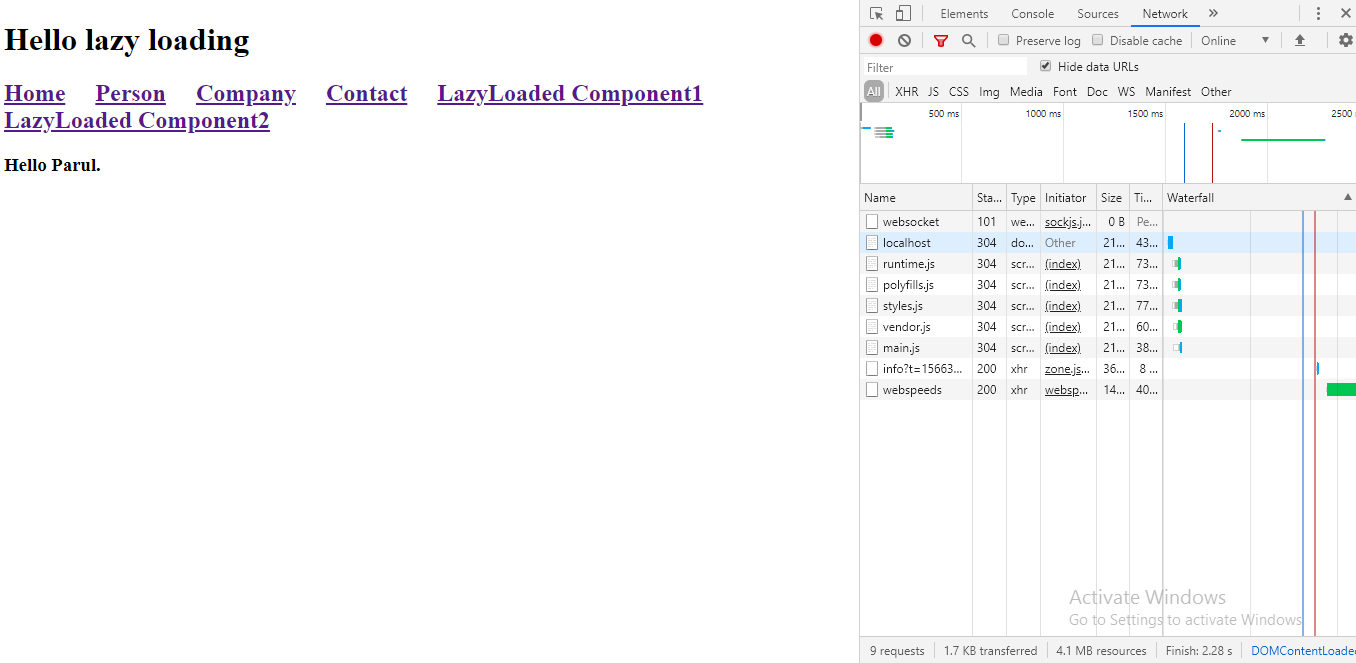 Hello lazy loading
Home Person Company Contact LazyLoaded Component1
LazyLoaded Component2
Hello Parul.
Elements Console Sources Network »
Preserve log Disable cache Online
Filter Hide data URLs
All XHR JS CSS Img Media Font Doc WS Manifest Other
500 ms 1000 ms 1500 ms 2000 ms 2500
Name Sta... Type Initiator Size Ti... Waterfall
websocket 101 we... sockjs.j... 0 B Pe...
localhost 304 do... Other 21... 43...
runtime.js 304 scr... (index) 21... 73...
polyfills.js 304 scr... (index) 21... 73...
styles.js 304 scr... (index) 21... 77...
vendor.js 304 scr... (index) 21... 60...
main.js 304 scr... (index) 21... 38...
info?t=15663... 200 xhr zone.js... 36... 8 ...
webspeeds 200 xhr websp... 14... 40...
Activate Windows
Go to Settings to activate Windows.
9 requests 1.7 KB transferred 4.1 MB resources Finish: 2.28 s DOMContentLoade